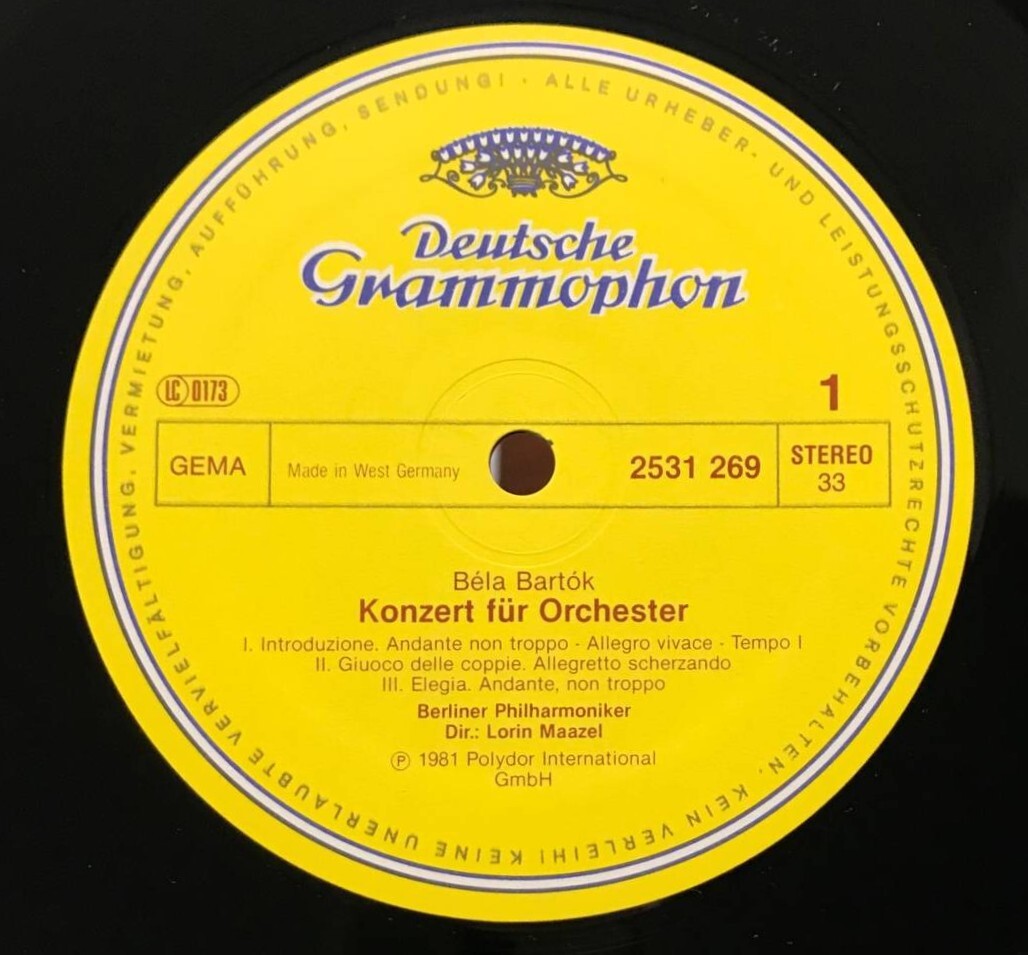 ALLE URHEBER- UND LEISTUNGSSCHUTZRECHTE VORBEHALTEN. KEIN VERLEIH! KEINE UNERLAUBTE VERVIELFÄLTIGUNG, VERMIETUNG, AUFFÜHRUNG, SENDUNG! ·
Deutsche
Grammophon
LC 0173
1
GEMA
Made in West Germany
2531 269
STEREO
33
Béla Bartók
Konzert für Orchester
I. Introduzione. Andante non troppo - Allegro vivace - Tempo I
II. Giuoco delle coppie. Allegretto scherzando
III. Elegia. Andante, non troppo
Berliner Philharmoniker
Dir.: Lorin Maazel
℗ 1981 Polydor International
GmbH